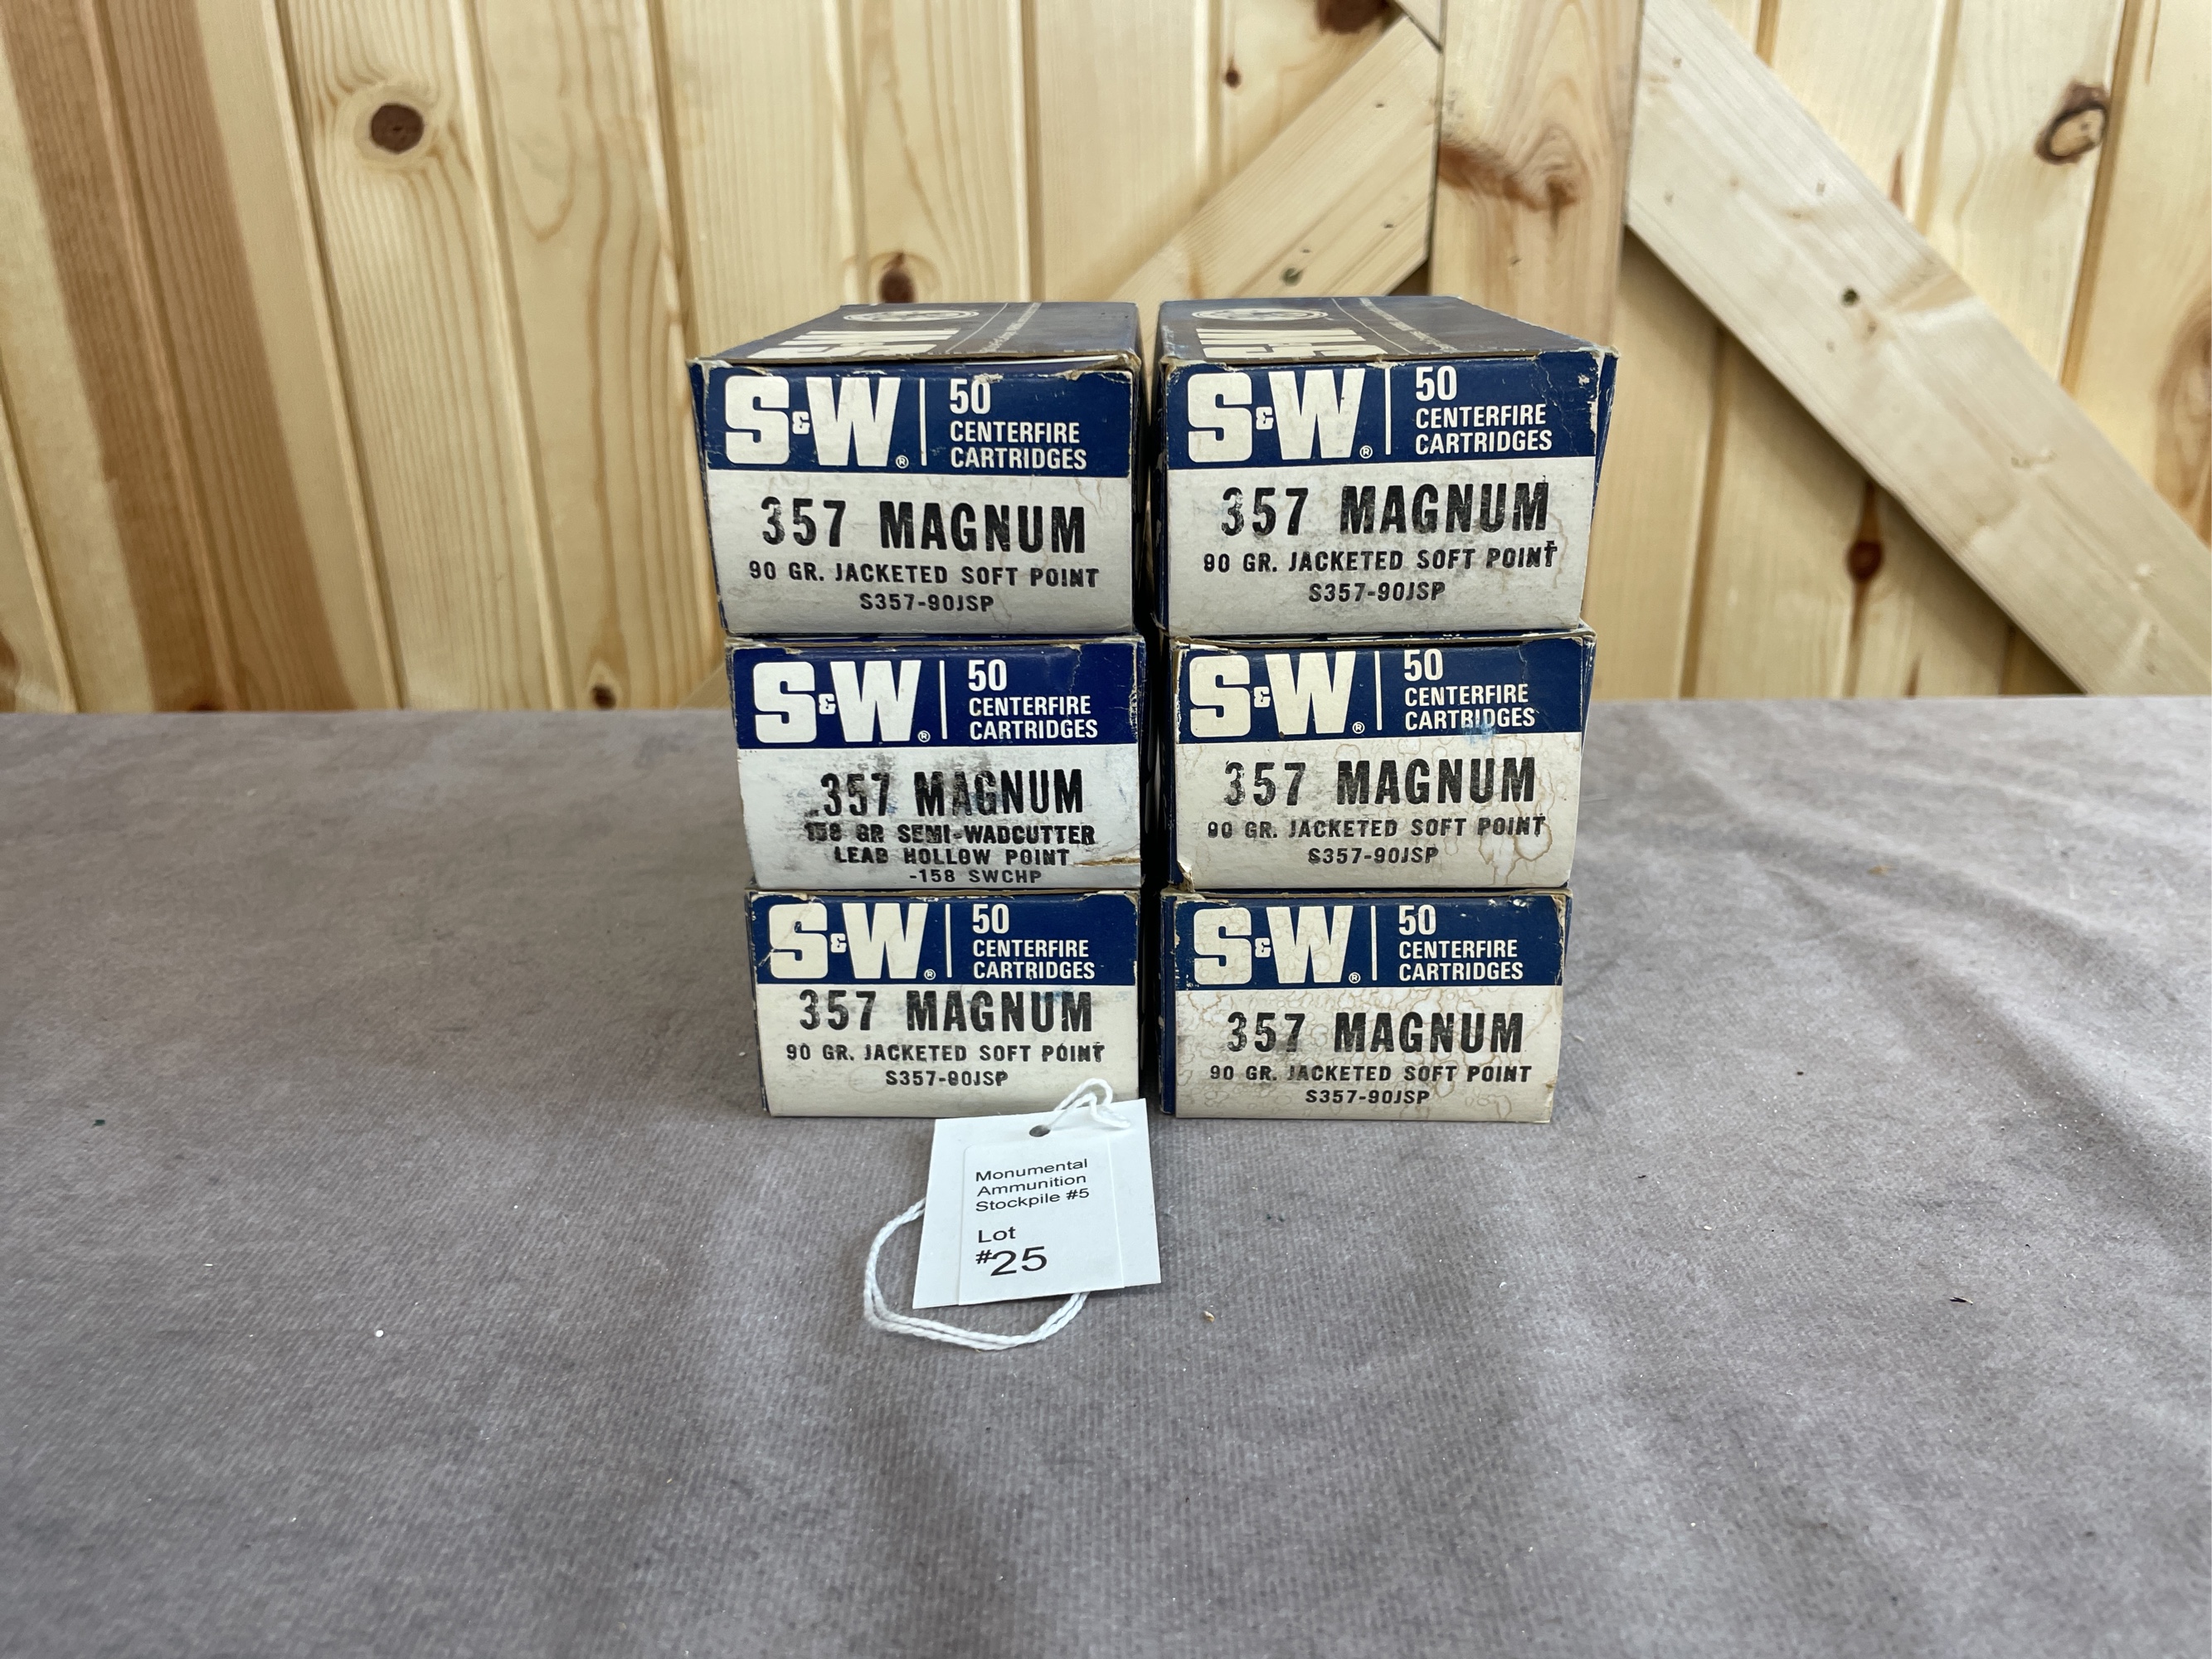 S&W® 50
CENTERFIRE
CARTRIDGES
357 MAGNUM
90 GR. JACKETED SOFT POINT
S357-90JSP
S&W® 50
CENTERFIRE
CARTRIDGES
357 MAGNUM
90 GR. JACKETED SOFT POINT
S357-90JSP
S&W® 50
CENTERFIRE
CARTRIDGES
.357 MAGNUM
158 GR SEMI-WADCUTTER
LEAD HOLLOW POINT
-158 SWCHP
S&W® 50
CENTERFIRE
CARTRIDGES
357 MAGNUM
90 GR. JACKETED SOFT POINT
S357-90JSP
S&W® 50
CENTERFIRE
CARTRIDGES
357 MAGNUM
90 GR. JACKETED SOFT POINT
S357-90JSP
S&W® 50
CENTERFIRE
CARTRIDGES
357 MAGNUM
90 GR. JACKETED SOFT POINT
S357-90JSP
Monumental
Ammunition
Stockpile #5
Lot
#25